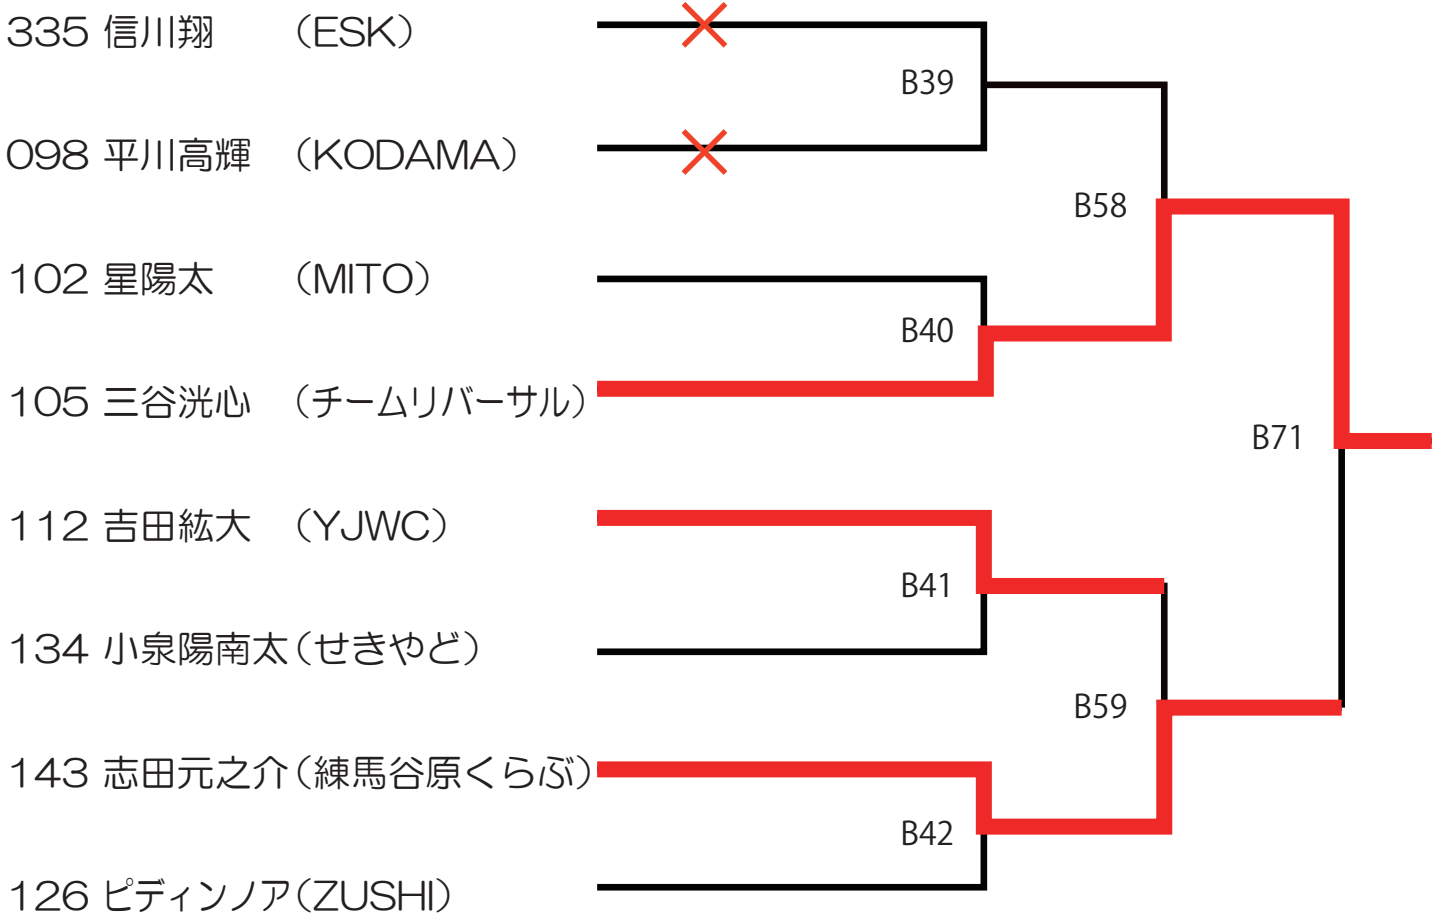 335 信川翔 （ESK）
B39
098 平川高輝 （KODAMA）
B58
102 星陽太 （MITO）
B40
105 三谷洸心 （チームリバーサル）
B71
112 吉田紘大 （YJWC）
B41
134 小泉陽南太（せきやど）
B59
143 志田元之介（練馬谷原くらぶ）
B42
126 ピディンノア（ZUSHI）